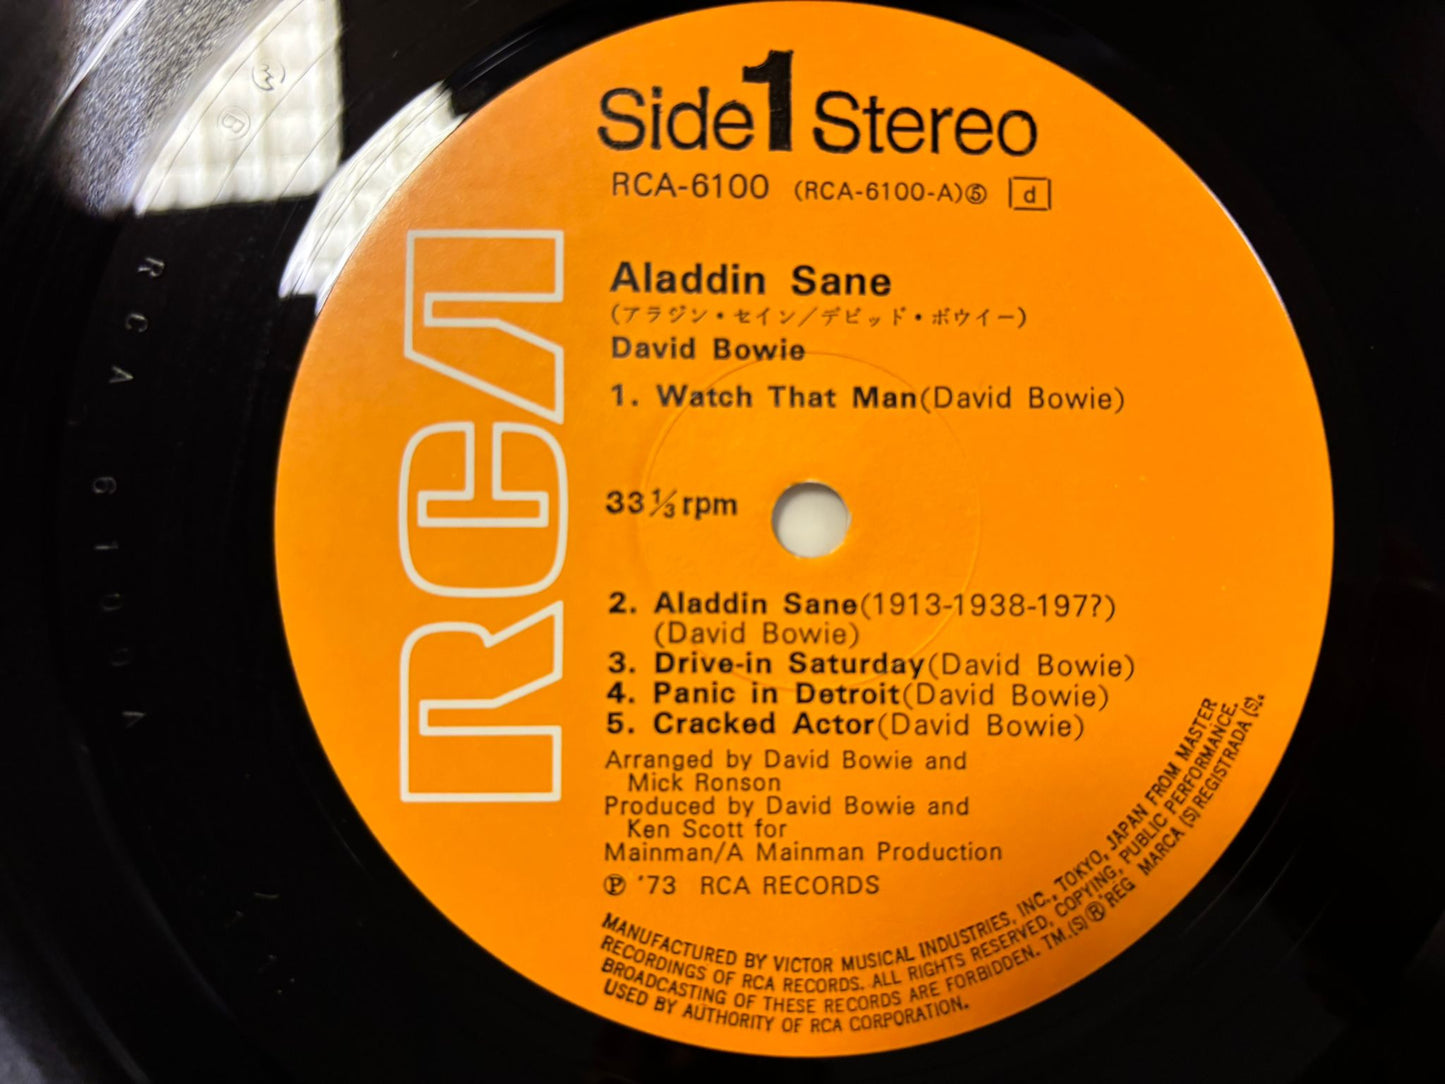 Side 1 Stereo
RCA-6100 (RCA-6100-A)⑤ d
Aladdin Sane
(アラジン・セイン/デビッド・ボウイー)
David Bowie
1. Watch That Man(David Bowie)
33⅓rpm
2. Aladdin Sane(1913-1938-197?)
(David Bowie)
3. Drive-in Saturday(David Bowie)
4. Panic in Detroit(David Bowie)
5. Cracked Actor(David Bowie)
Arranged by David Bowie and
Mick Ronson
Produced by David Bowie and
Ken Scott for
Mainman/A Mainman Production
Ⓟ '73 RCA RECORDS
MANUFACTURED BY VICTOR MUSICAL INDUSTRIES, INC., TOKYO, JAPAN FROM MASTER
RECORDINGS OF RCA RECORDS. ALL RIGHTS RESERVED, COPYING, PUBLIC PERFORMANCE.
BROADCASTING OF THESE RECORDS ARE FORBIDDEN. TM.(S)®REG MARCA (S) REGISTRADA (S).
USED BY AUTHORITY OF RCA CORPORATION.
RCA
B